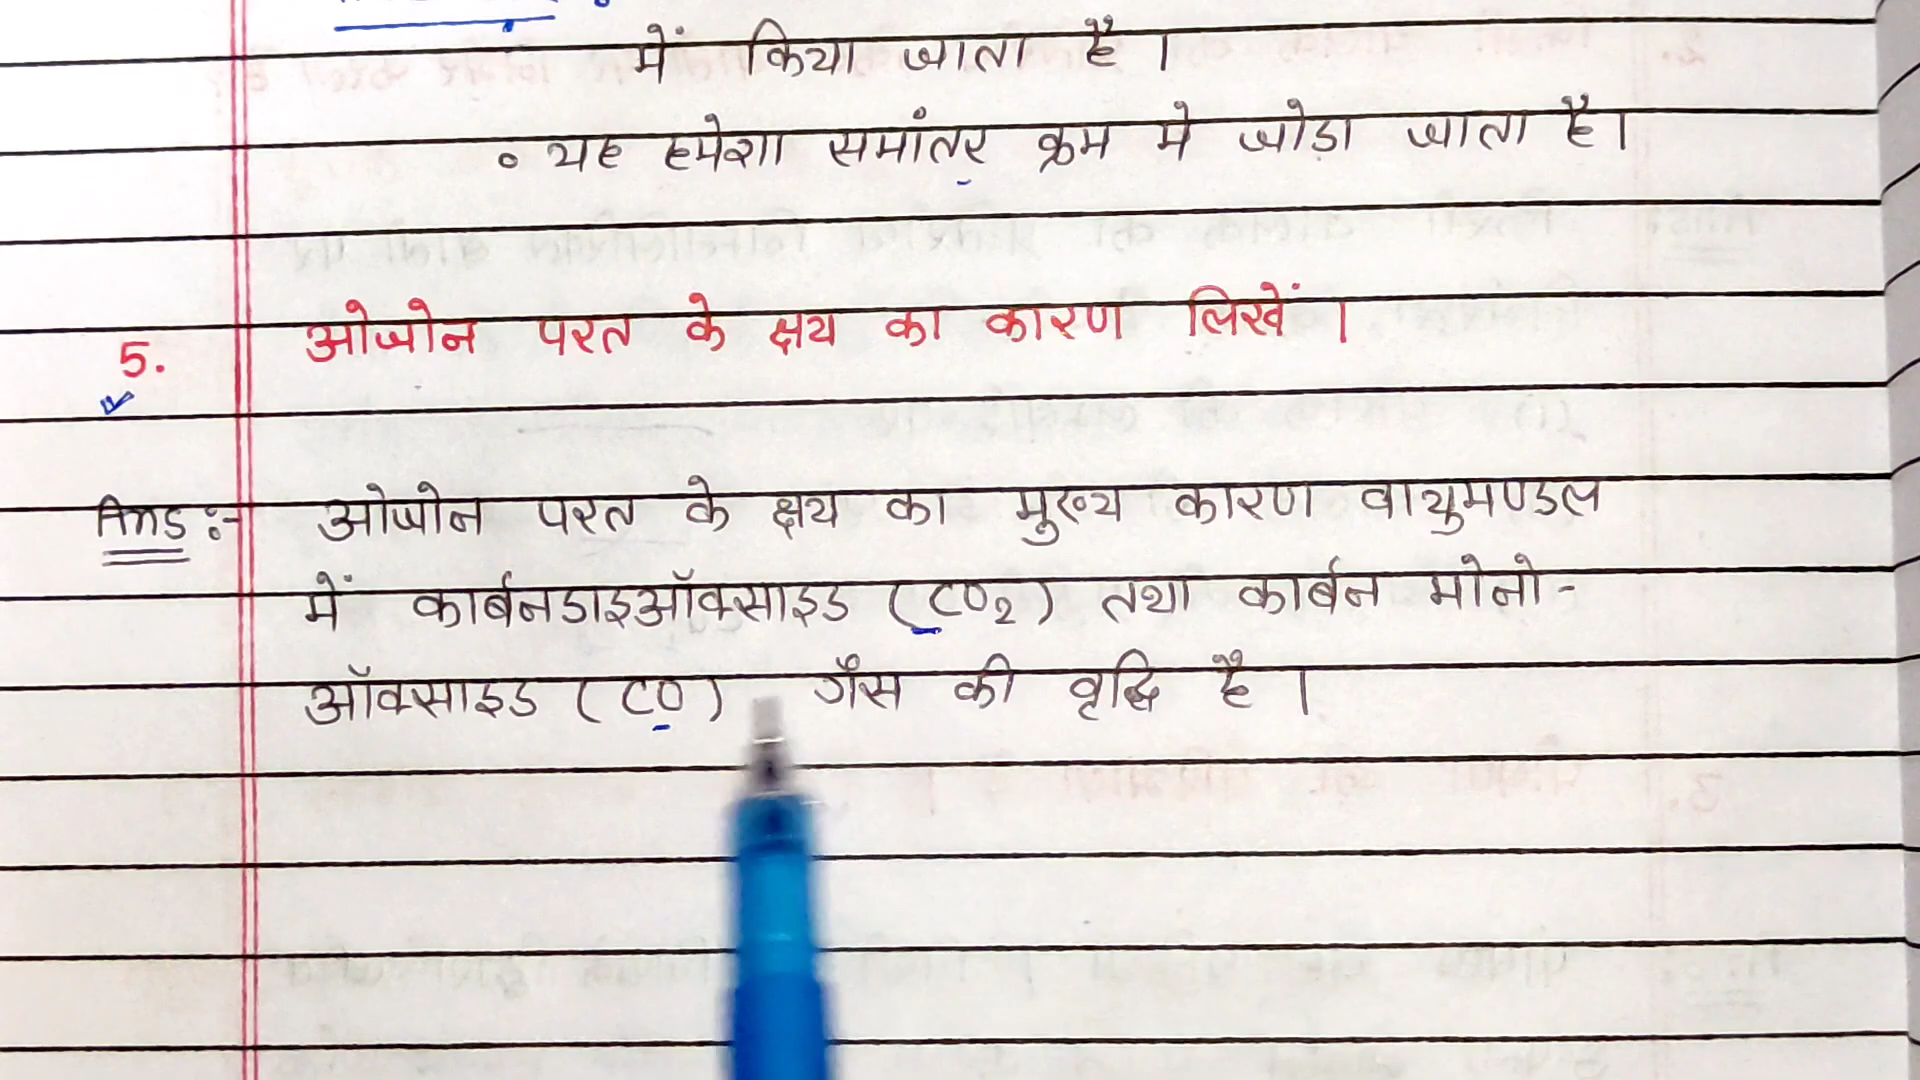 में किया जाता है ।
० यह हमेशा समांतर क्रम मे जोड़ा जाता है ।
5. ओजोन परत के क्षय का कारण लिखें ।
Ans :- ओजोन परत के क्षय का मुख्य कारण वायुमण्डल
में कार्बनडाइऑक्साइड (CO₂) तथा कार्बन मोनो-
ऑक्साइड (CO) गैस की वृद्धि है ।